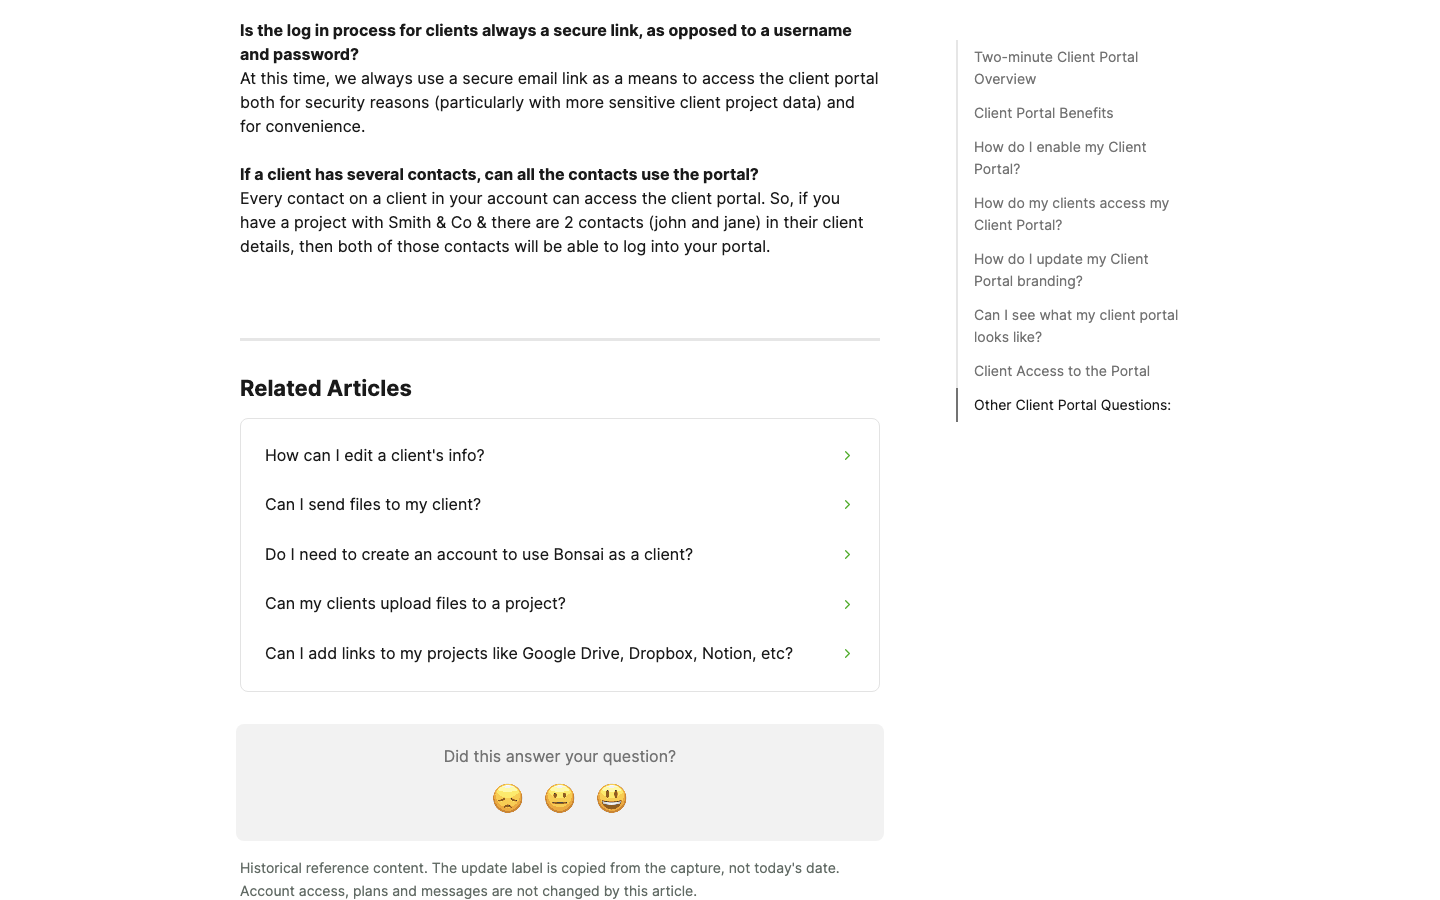 Is the log in process for clients always a secure link, as opposed to a username
and password?
At this time, we always use a secure email link as a means to access the client portal
both for security reasons (particularly with more sensitive client project data) and
for convenience.
If a client has several contacts, can all the contacts use the portal?
Every contact on a client in your account can access the client portal. So, if you
have a project with Smith & Co & there are 2 contacts (john and jane) in their client
details, then both of those contacts will be able to log into your portal.
Related Articles
How can I edit a client's info?
Can I send files to my client?
Do I need to create an account to use Bonsai as a client?
Can my clients upload files to a project?
Can I add links to my projects like Google Drive, Dropbox, Notion, etc?
Did this answer your question?
Historical reference content. The update label is copied from the capture, not today's date.
Account access, plans and messages are not changed by this article.
Two-minute Client Portal
Overview
Client Portal Benefits
How do I enable my Client
Portal?
How do my clients access my
Client Portal?
How do I update my Client
Portal branding?
Can I see what my client portal
looks like?
Client Access to the Portal
Other Client Portal Questions: